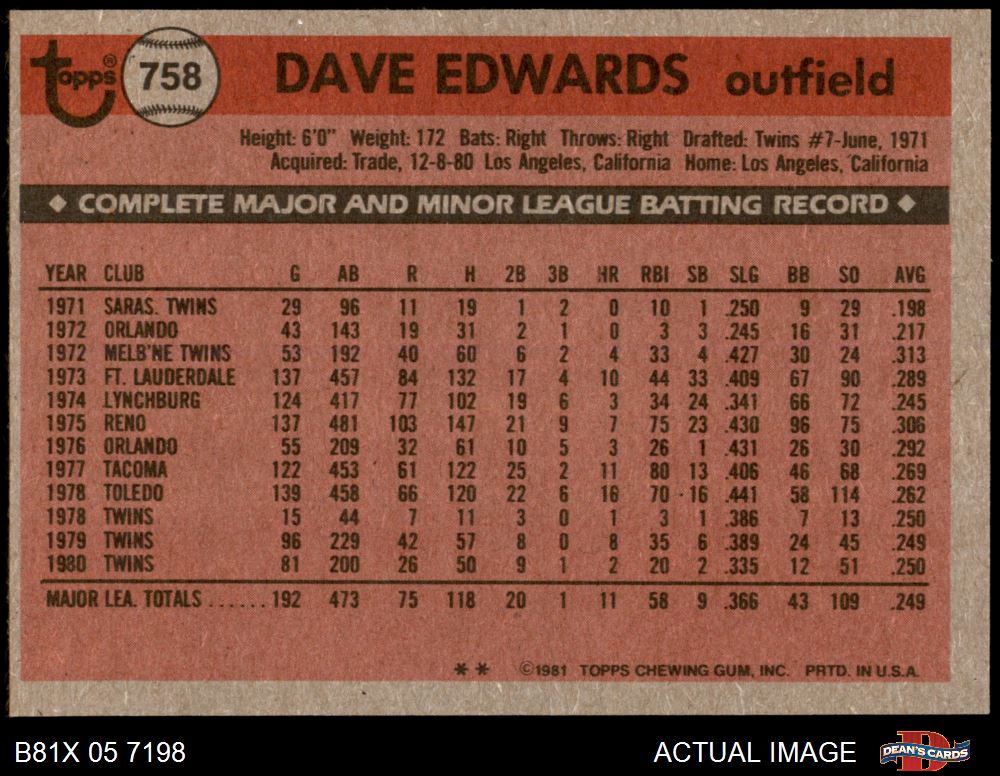 topps® 758 DAVE EDWARDS outfield
Height: 6'0" Weight: 172 Bats: Right Throws: Right Drafted: Twins #7-June, 1971
Acquired: Trade, 12-8-80 Los Angeles, California Home: Los Angeles, California
◆ COMPLETE MAJOR AND MINOR LEAGUE BATTING RECORD ◆
YEAR CLUB G AB R H 2B 3B HR RBI SB SLG BB SO AVG
1971 SARAS. TWINS 29 96 11 19 1 2 0 10 1 .250 9 29 .198
1972 ORLANDO 43 143 19 31 2 1 0 3 3 .245 16 31 .217
1972 MELB'NE TWINS 53 192 40 60 6 2 4 33 4 .427 30 24 .313
1973 FT. LAUDERDALE 137 457 84 132 17 4 10 44 33 .409 67 90 .289
1974 LYNCHBURG 124 417 77 102 19 6 3 34 24 .341 66 72 .245
1975 RENO 137 481 103 147 21 9 7 75 23 .430 96 75 .306
1976 ORLANDO 55 209 32 61 10 5 3 26 1 .431 26 30 .292
1977 TACOMA 122 453 61 122 25 2 11 80 13 .406 46 68 .269
1978 TOLEDO 139 458 66 120 22 6 16 70 16 .441 58 114 .262
1978 TWINS 15 44 7 11 3 0 1 3 1 .386 7 13 .250
1979 TWINS 96 229 42 57 8 0 8 35 6 .389 24 45 .249
1980 TWINS 81 200 26 50 9 1 2 20 2 .335 12 51 .250
MAJOR LEA. TOTALS ...... 192 473 75 118 20 1 11 58 9 .366 43 109 .249
** ©1981 TOPPS CHEWING GUM, INC. PRTD. IN U.S.A.
B81X 05 7198 ACTUAL IMAGE DEAN'S CARDS